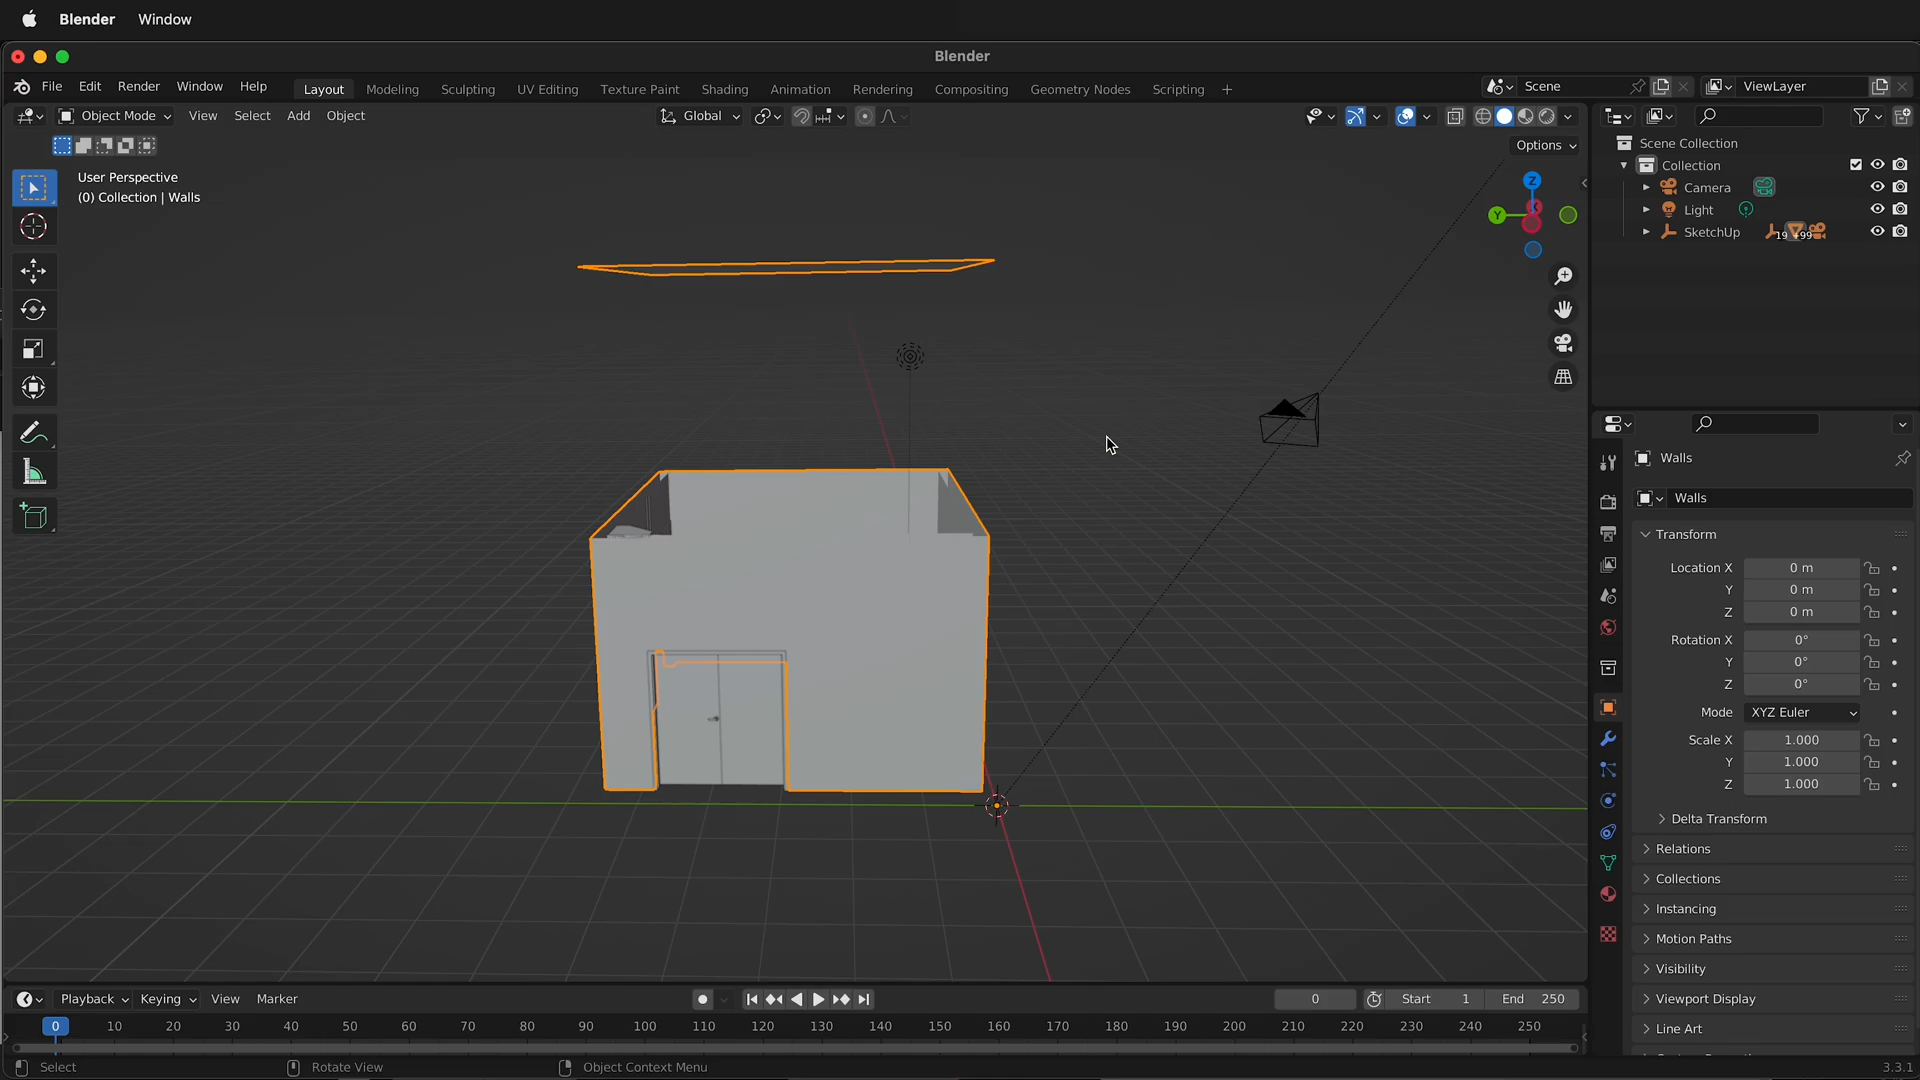 Blender Window
Blender
File Edit Render Window Help Layout Modeling Sculpting UV Editing Texture Paint Shading Animation Rendering Compositing Geometry Nodes Scripting + Scene ViewLayer
Object Mode View Select Add Object Global
Options
User Perspective
(0) Collection | Walls
Z
Y
Scene Collection
Collection
Camera
Light
SketchUp 19 +99
Walls
Walls
Transform
Location X 0 m
Y 0 m
Z 0 m
Rotation X 0°
Y 0°
Z 0°
Mode XYZ Euler
Scale X 1.000
Y 1.000
Z 1.000
Delta Transform
Relations
Collections
Instancing
Motion Paths
Visibility
Viewport Display
Line Art
Playback Keying View Marker 0 Start 1 End 250
0 10 20 30 40 50 60 70 80 90 100 110 120 130 140 150 160 170 180 190 200 210 220 230 240 250
Select Rotate View Object Context Menu 3.3.1